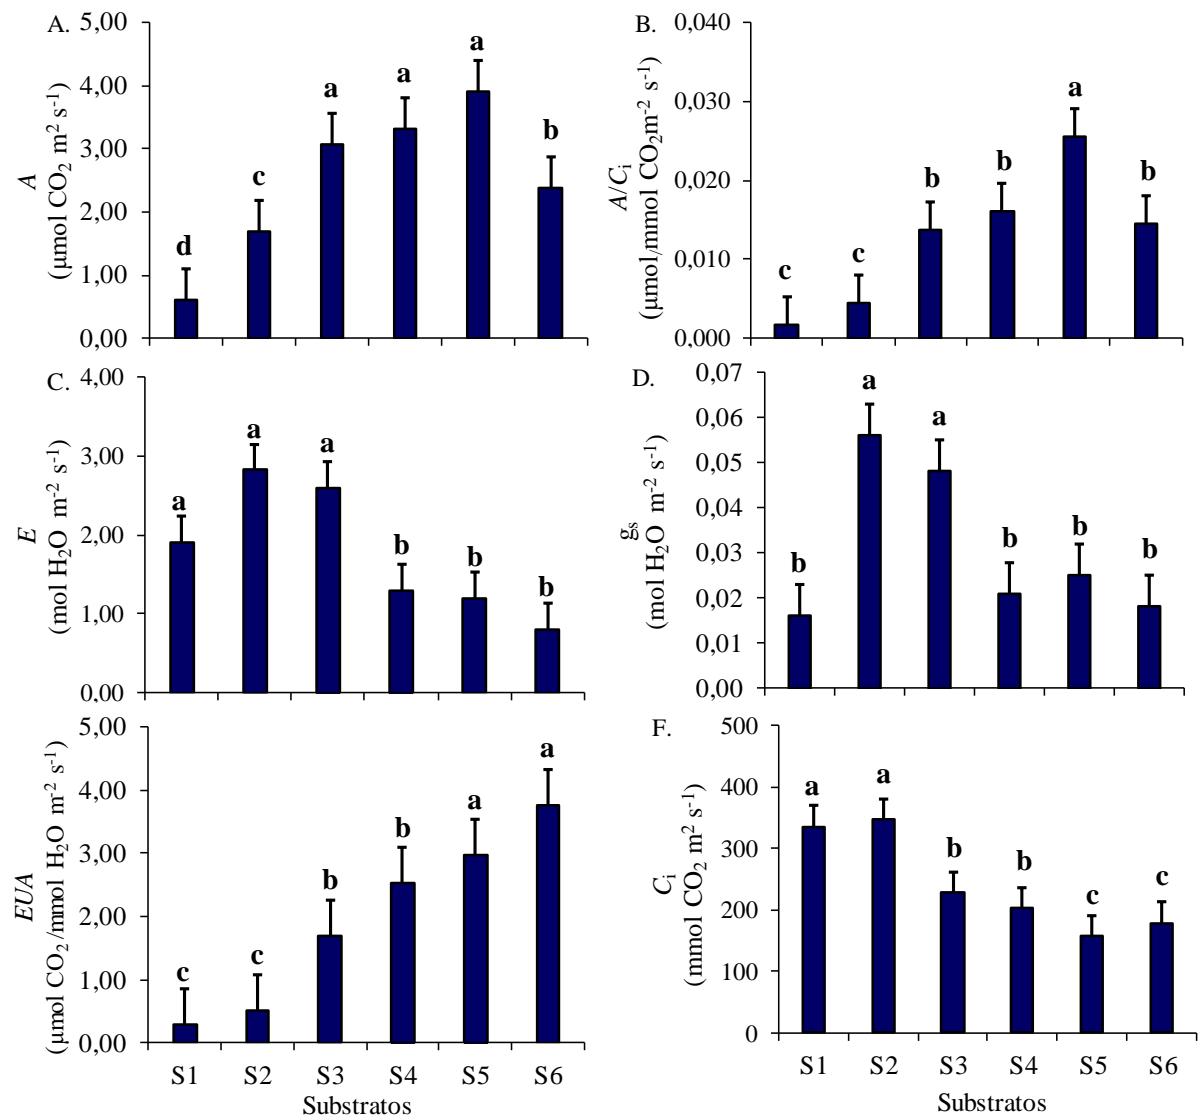 A.
5,00
4,00
3,00
2,00
1,00
0,00
A
(µmol CO2 m2 s-1)
d
c
a
a
a
b
B.
0,040
0,030
0,020
0,010
0,000
A/Ci
(µmol/mmol CO2m-2 s-1)
c
c
b
b
a
b
C.
4,00
3,00
2,00
1,00
0,00
E
(mol H2O m-2 s-1)
a
a
a
b
b
b
D.
0,07
0,06
0,05
0,04
0,03
0,02
0,01
0,00
gs
(mol H2O m-2 s-1)
b
a
a
b
b
b
5,00
4,00
3,00
2,00
1,00
0,00
EUA
(µmol CO2/mmol H2O m-2 s-1)
c
c
b
b
a
a
S1 S2 S3 S4 S5 S6
Substratos
F.
500
400
300
200
100
0
Ci
(mmol CO2 m2 s-1)
a
a
b
b
c
c
S1 S2 S3 S4 S5 S6
Substratos